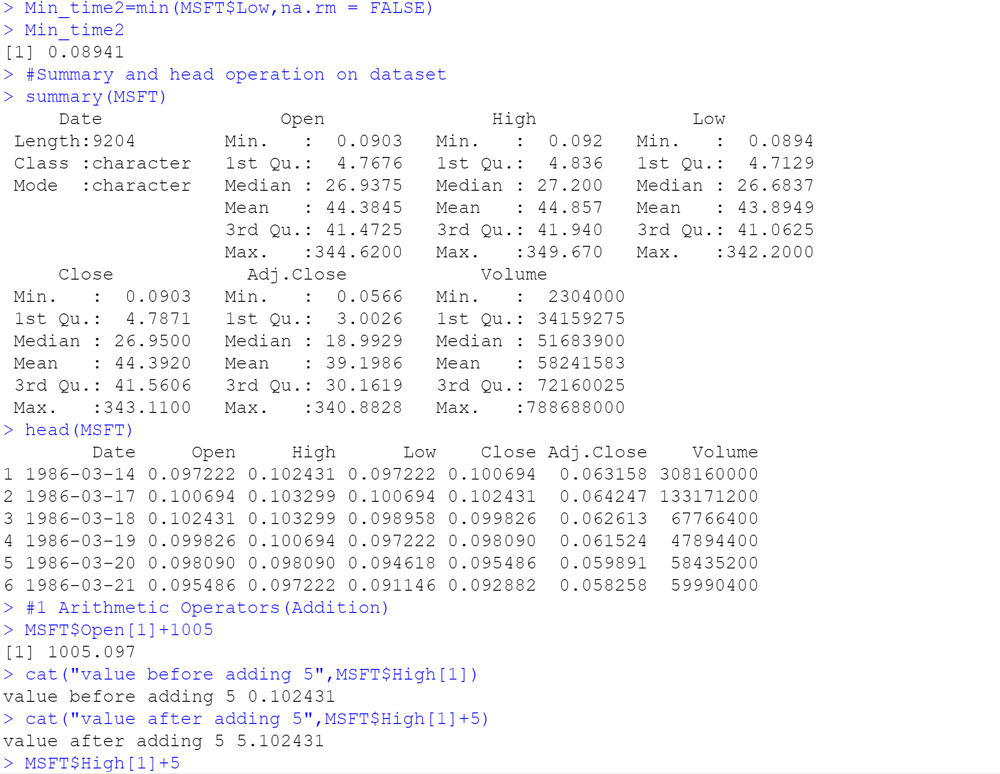 > Min_time2=min(MSFT$Low,na.rm = FALSE)
> Min_time2
[1] 0.08941
> #Summary and head operation on dataset
> summary(MSFT)
     Date                Open               High              Low
 Length:9204        Min.   :  0.0903   Min.   :  0.092   Min.   :  0.0894
 Class :character   1st Qu.:  4.7676   1st Qu.:  4.836   1st Qu.:  4.7129
 Mode  :character   Median : 26.9375   Median : 27.200   Median : 26.6837
                    Mean   : 44.3845   Mean   : 44.857   Mean   : 43.8949
                    3rd Qu.: 41.4725   3rd Qu.: 41.940   3rd Qu.: 41.0625
                    Max.   :344.6200   Max.   :349.670   Max.   :342.2000
     Close            Adj.Close            Volume
 Min.   :  0.0903   Min.   :  0.0566   Min.   :  2304000
 1st Qu.:  4.7871   1st Qu.:  3.0026   1st Qu.: 34159275
 Median : 26.9500   Median : 18.9929   Median : 51683900
 Mean   : 44.3920   Mean   : 39.1986   Mean   : 58241583
 3rd Qu.: 41.5606   3rd Qu.: 30.1619   3rd Qu.: 72160025
 Max.   :343.1100   Max.   :340.8828   Max.   :788688000
> head(MSFT)
        Date     Open     High      Low    Close Adj.Close    Volume
1 1986-03-14 0.097222 0.102431 0.097222 0.100694  0.063158 308160000
2 1986-03-17 0.100694 0.103299 0.100694 0.102431  0.064247 133171200
3 1986-03-18 0.102431 0.103299 0.098958 0.099826  0.062613  67766400
4 1986-03-19 0.099826 0.100694 0.097222 0.098090  0.061524  47894400
5 1986-03-20 0.098090 0.098090 0.094618 0.095486  0.059891  58435200
6 1986-03-21 0.095486 0.097222 0.091146 0.092882  0.058258  59990400
> #1 Arithmetic Operators(Addition)
> MSFT$Open[1]+1005
[1] 1005.097
> cat("value before adding 5",MSFT$High[1])
value before adding 5 0.102431
> cat("value after adding 5",MSFT$High[1]+5)
value after adding 5 5.102431
> MSFT$High[1]+5